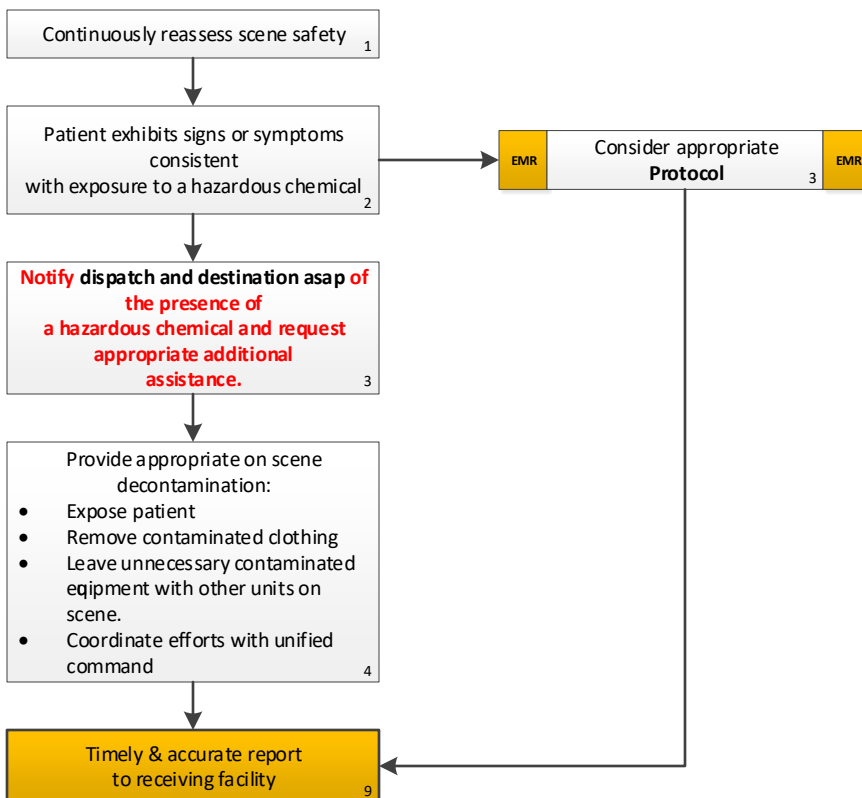 Continuously reassess scene safety
1
Patient exhibits signs or symptoms
consistent
with exposure to a hazardous chemical
2
EMR
Consider appropriate
Protocol
3
EMR
Notify dispatch and destination asap of
the presence of
a hazardous chemical and request
appropriate additional
assistance.
3
Provide appropriate on scene
decontamination:
• Expose patient
• Remove contaminated clothing
• Leave unnecessary contaminated
eqipment with other units on
scene.
• Coordinate efforts with unified
command
4
Timely & accurate report
to receiving facility
9